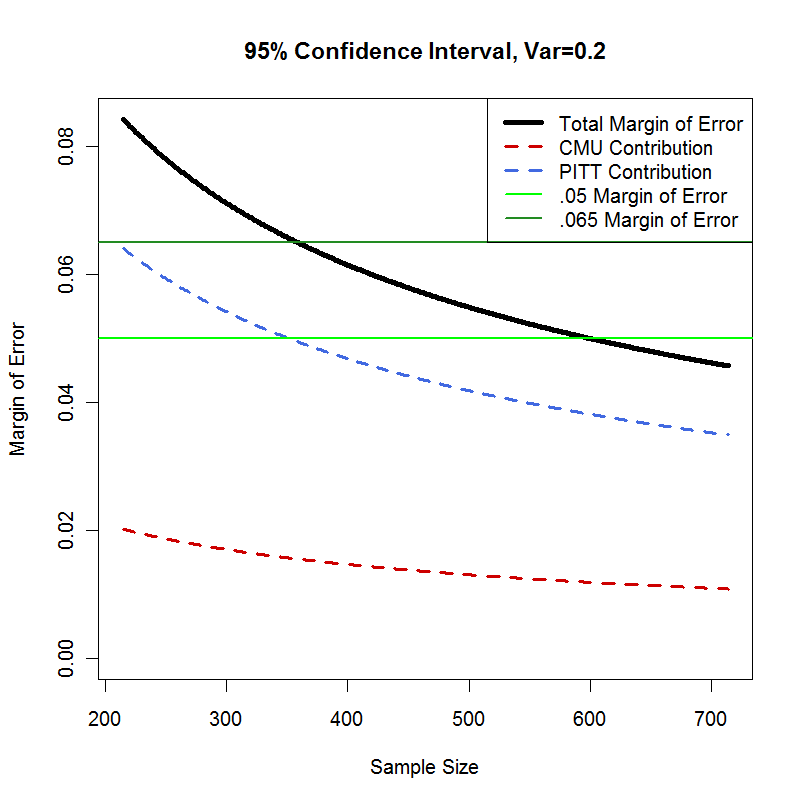 95% Confidence Interval, Var=0.2
Total Margin of Error
CMU Contribution
PITT Contribution
.05 Margin of Error
.065 Margin of Error
Margin of Error
0.08
0.06
0.04
0.02
0.00
200 300 400 500 600 700
Sample Size